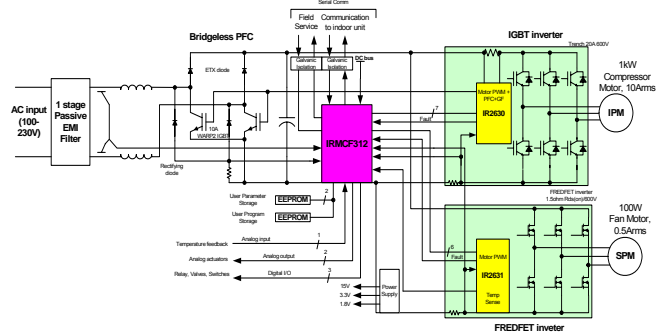 Serial Comm
Field
Service
Communication
to indoor unit
Bridgeless PFC
IGBT inverter
Trench 20A 600V
Galvanic
Isolation
Galvanic
Isolation
DC bus
ETX diode
1kW
Compressor
Motor, 10Arms
Motor PWM +
PFC+GF
IR2630
7
Fault
IPM
AC input
(100-
230V)
1 stage
Passive
EMI
Filter
10A
WARP2 IGBT
IRMCF312
Rectifying
diode
FREDFET inverter
1.5ohm Rds(on)/600V
User Parameter
Storage
EEPROM
2
User Program
Storage
EEPROM
100W
Fan Motor,
0.5Arms
Temperature feedback
Analog input
1
Analog actuators
Analog output
2
Relay, Valves, Switches
Digital I/O
3
6
Fault
Motor PWM
IR2631
Temp
Sense
SPM
15V
3.3V
1.8V
Power
Supply
FREDFET inveter